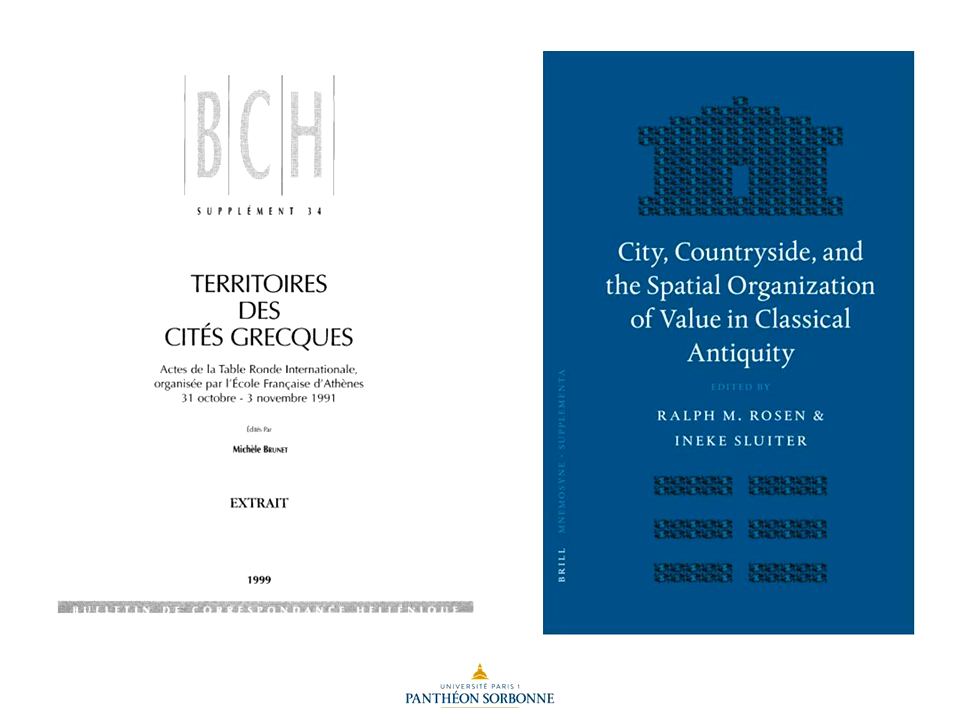 BCH
SUPPLÉMENT 34
TERRITOIRES
DES
CITÉS GRECQUES
Actes de la Table Ronde Internationale,
organisée par l'École Française d'Athènes
31 octobre - 3 novembre 1991
Édités Par
Michèle BRUNET
EXTRAIT
1999
BULLETIN DE CORRESPONDANCE HELLÉNIQUE
City, Countryside, and
the Spatial Organization
of Value in Classical
Antiquity
EDITED BY
RALPH M. ROSEN &
INEKE SLUITER
BRILL MNEMOSYNE - SUPPLEMENTA
UNIVERSITÉ PARIS 1
PANTHÉON SORBONNE